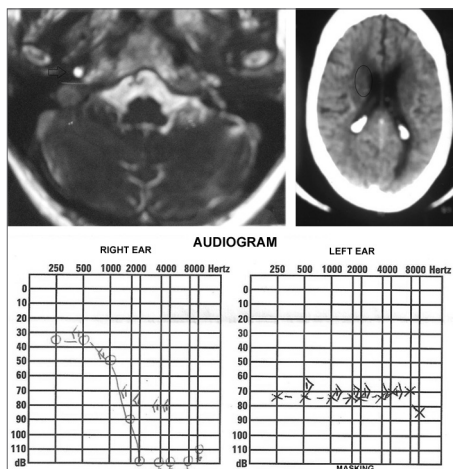 AUDIOGRAM
RIGHT EAR
LEFT EAR
250 500 1000 2000 4000 8000 Hertz
250 500 1000 2000 4000 8000 Hertz
0 0
10 10
20 20
30 30
40 40
50 50
60 60
70 70
80 80
90 90
100 100
110 110
dB dB
MASKING